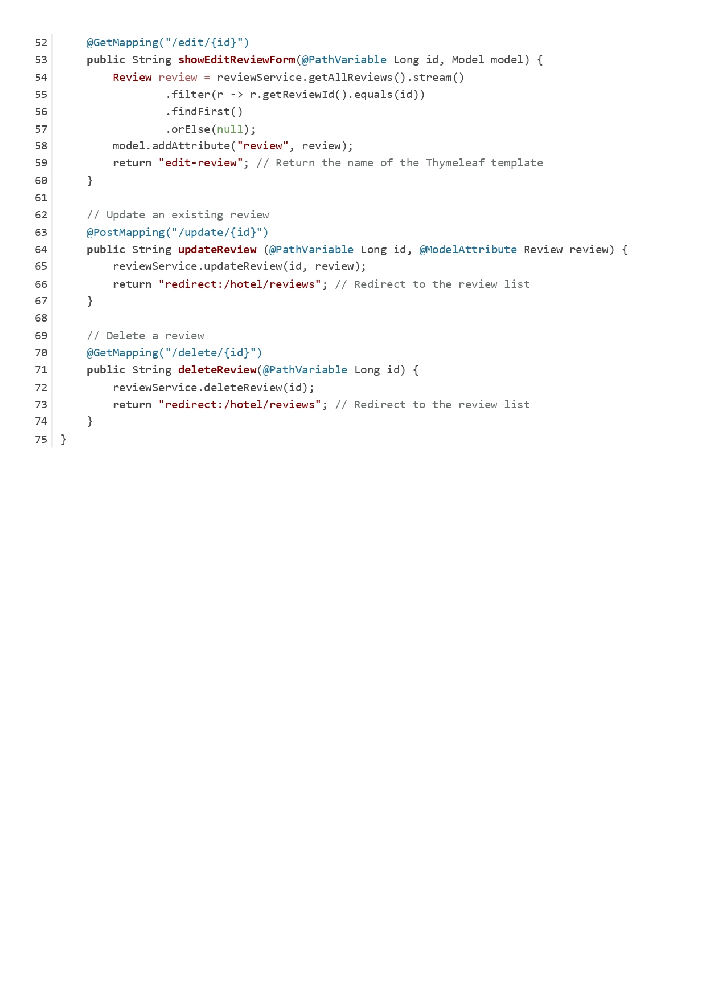 52     @GetMapping("/edit/{id}")
53     public String showEditReviewForm(@PathVariable Long id, Model model) {
54         Review review = reviewService.getAllReviews().stream()
55                 .filter(r -> r.getReviewId().equals(id))
56                 .findFirst()
57                 .orElse(null);
58         model.addAttribute("review", review);
59         return "edit-review"; // Return the name of the Thymeleaf template
60     }
61
62     // Update an existing review
63     @PostMapping("/update/{id}")
64     public String updateReview (@PathVariable Long id, @ModelAttribute Review review) {
65         reviewService.updateReview(id, review);
66         return "redirect:/hotel/reviews"; // Redirect to the review list
67     }
68
69     // Delete a review
70     @GetMapping("/delete/{id}")
71     public String deleteReview(@PathVariable Long id) {
72         reviewService.deleteReview(id);
73         return "redirect:/hotel/reviews"; // Redirect to the review list
74     }
75 }